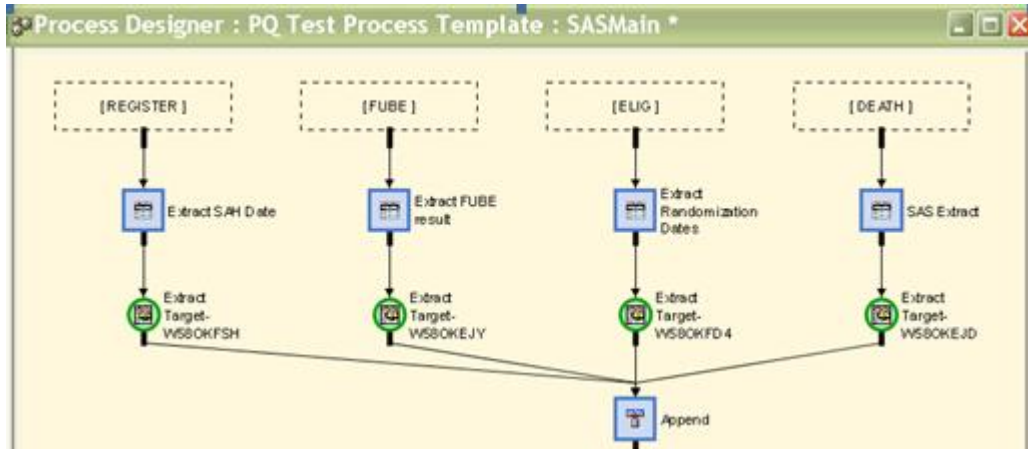 Process Designer : PQ Test Process Template : SASMain *
[REGISTER ]
[FUBE ]
[ELIG ]
[DEATH ]
Extract SAH Date
Extract FUBE
result
Extract
Randomization
Dates
SAS Extract
Extract
Target-
W58OKFSH
Extract
Target-
W58OKEJY
Extract
Target-
W58OKFD4
Extract
Target-
W58OKEJD
Append